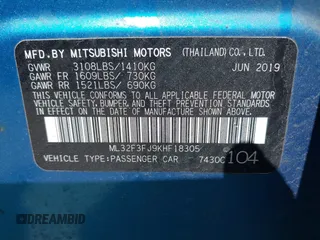 MFD.BY MITSUBISHI MOTORS (THAILAND)CO.,LTD.
GVWR 3108LBS/1410KG JUN 2019
GAWR FR 1609LBS/ 730KG
GAWR RR 1521LBS/ 690KG
THIS VEHICLE CONFORMS TO ALL APPLICABLE
FEDERAL MOTOR VEHICLE SAFETY, BUMPER
AND THEFT PREVENTION STANDARDS IN
EFFECT ON THE DATE OF MANUFACTURE
SHOWN ABOVE.
ML32F3FJ9KHF18305
VEHICLE TYPE:PASSENGER CAR 7430C104
DREAMBID